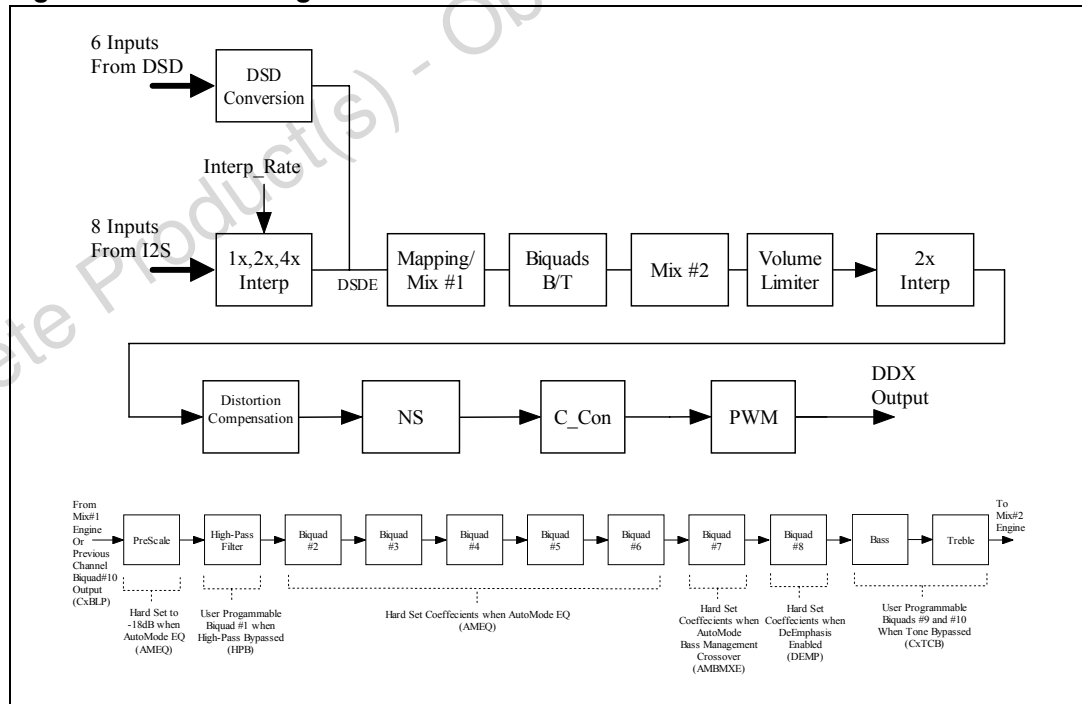 6 Inputs
From DSD
DSD
Conversion
Interp_Rate
8 Inputs
From I2S
1x,2x,4x
Interp
DSDE
Mapping/
Mix #1
Biquads
B/T
Mix #2
Volume
Limiter
2x
Interp
Distortion
Compensation
NS
C_Con
PWM
DDX
Output
From
Mix#1
Engine
Or
Previous
Channel
Biquad#10
Output
(CxBLP)
PreScale
High-Pass
Filter
Biquad
#2
Biquad
#3
Biquad
#4
Biquad
#5
Biquad
#6
Biquad
#7
Biquad
#8
Bass
Treble
To
Mix#2
Engine
Hard Set to
-18dB when
AutoMode EQ
(AMEQ)
User Progammable
Biquad #1 when
High-Pass Bypassed
(HPB)
Hard Set Coeffecients when AutoMode EQ
(AMEQ)
Hard Set
Coeffecients when
AutoMode
Bass Management
Crossover
(AMBMXE)
Hard Set
Coeffecients when
DeEmphasis
Enabled
(DEMP)
User Programmable
Biquads #9 and #10
When Tone Bypassed
(CxTCB)
ete Product(s) - Ob